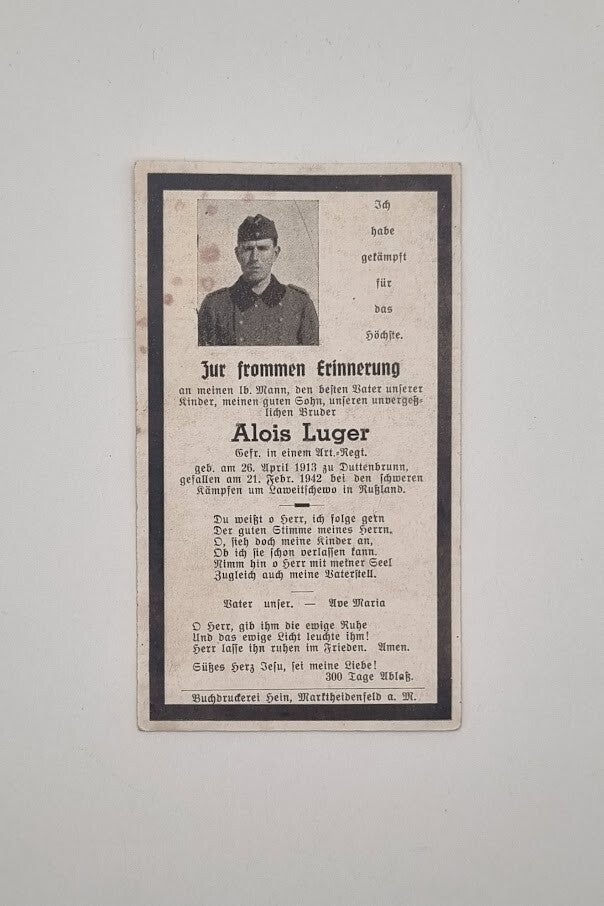 Ich
habe
gekämpft
für
das
Höchste.
Zur frommen Erinnerung
an meinen lb. Mann, den besten Vater unserer
Kinder, meinen guten Sohn, unseren unvergeß-
lichen Bruder
Alois Luger
Gefr. in einem Art.-Regt.
geb. am 26. April 1913 zu Duttenbrunn,
gefallen am 21. Febr. 1942 bei den schweren
Kämpfen um Laweitschewo in Rußland.
Du weißt o Herr, ich folge gern
Der guten Stimme meines Herrn,
O, sieh doch meine Kinder an,
Ob ich sie schon verlassen kann.
Nimm hin o Herr mit meiner Seel
Zugleich auch meine Vaterstell.
Vater unser. — Ave Maria
O Herr, gib ihm die ewige Ruhe
Und das ewige Licht leuchte ihm!
Herr lasse ihn ruhen im Frieden. Amen.
Süßes Herz Jesu, sei meine Liebe!
300 Tage Ablaß.
Buchdruckerei Hein, Marktheidenfeld a. M.